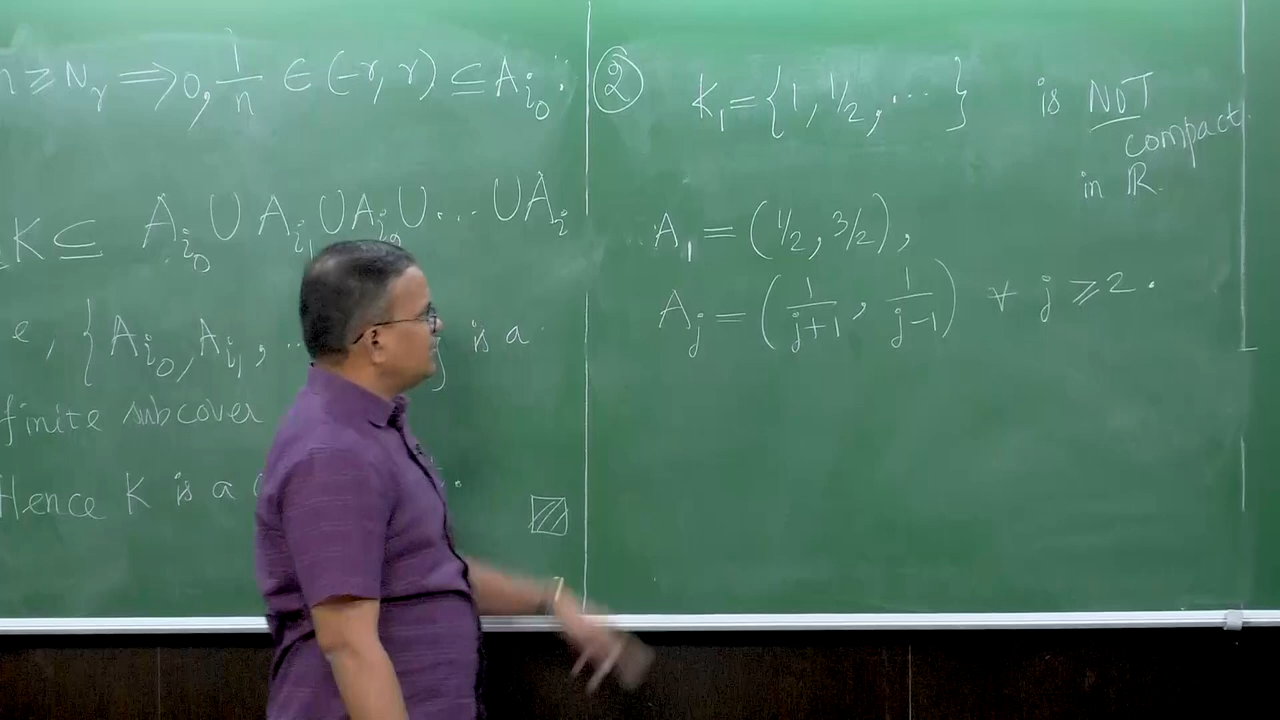 n ≥ N_r ⟹ 0, 1/n ∈ (-r, r) ⊆ A_{i_0}.
K ⊆ A_{i_0} ∪ A_{i_1} ∪ A_{i_2} ∪ ... ∪ A_i
e, {A_{i_0}, A_{i_1}, ... } is a
finite subcover
Hence K is a
② K_1 = {1, 1/2, ... } is NOT
compact
in ℝ.
A_1 = (1/2, 3/2),
A_j = (1/(j+1), 1/(j-1)) ∀ j ≥ 2.